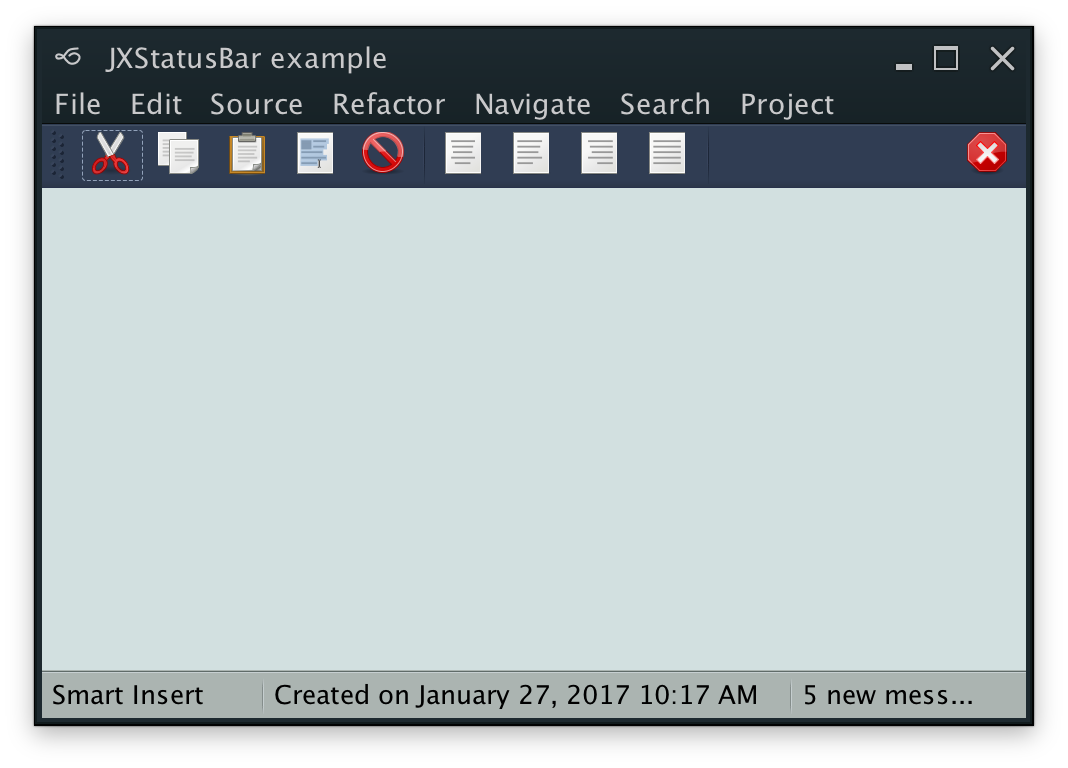 JXStatusBar example
File Edit Source Refactor Navigate Search Project
Smart Insert Created on January 27, 2017 10:17 AM 5 new mess...